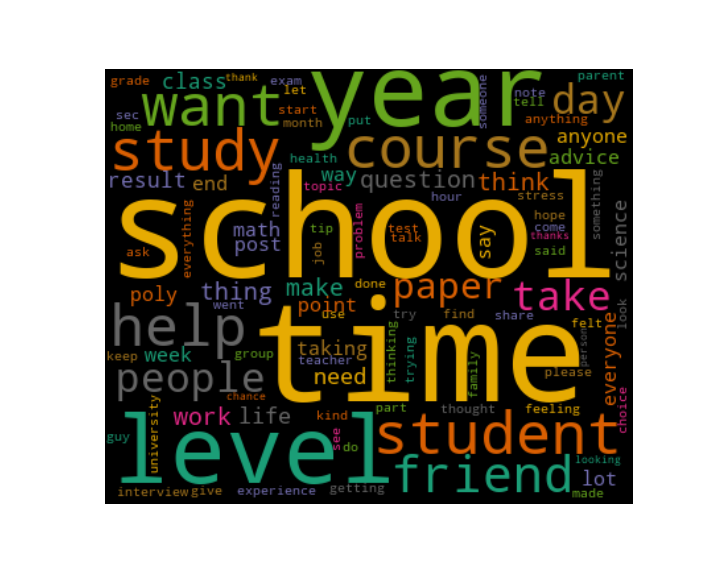 grade class thank exam year parent
want sec home let start month put someone note tell day anything
study course anyone advice
health result end reading topic way question think something
school hour stress hope come thanks said
math post everything ask tip job problem test talk say science
poly thing went make point use done paper take look
help time try find share felt
keep week group taking teacher need thinking trying family person please everyone
people chance choice
university work life kind part thought feeling
level student guy see do
friend looking lot made
interview give experience getting